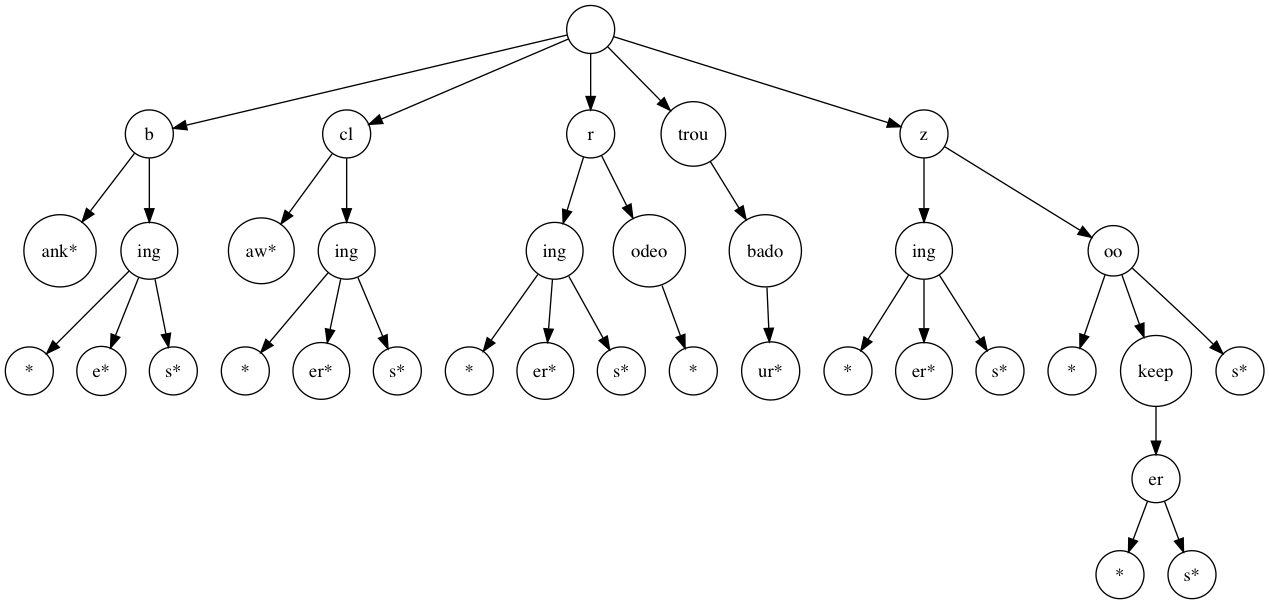 b cl r trou z
ank* ing aw* ing ing odeo bado ing oo
* e* s* * er* s* * er* s* * ur* * er* s* * keep s*
er
* s*